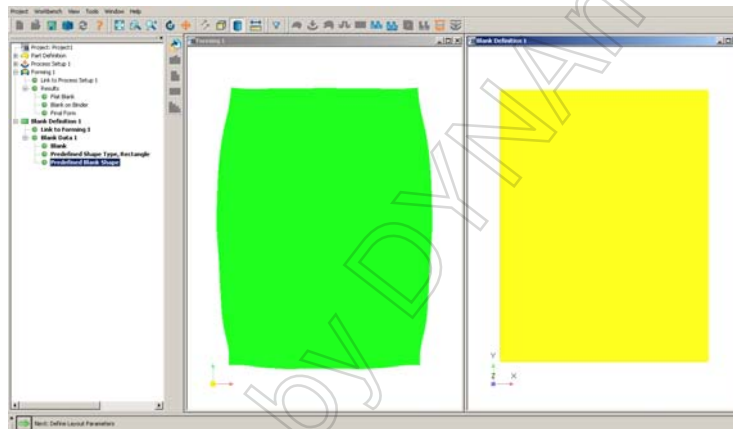 Project Workbench View Tools Window Help
Forming 1
Blank Definition 1
Project: Project1
Part Definition
Process Setup 1
Forming 1
Link to Process Setup 1
Results
Flat Blank
Blank on Binder
Final Form
Blank Definition 1
Link to Forming 1
Blank Data 1
Blank
Predefined Shape Type, Rectangle
Predefined Blank Shape
Y
Z X
Next: Define Layout Parameters
by DYNAm